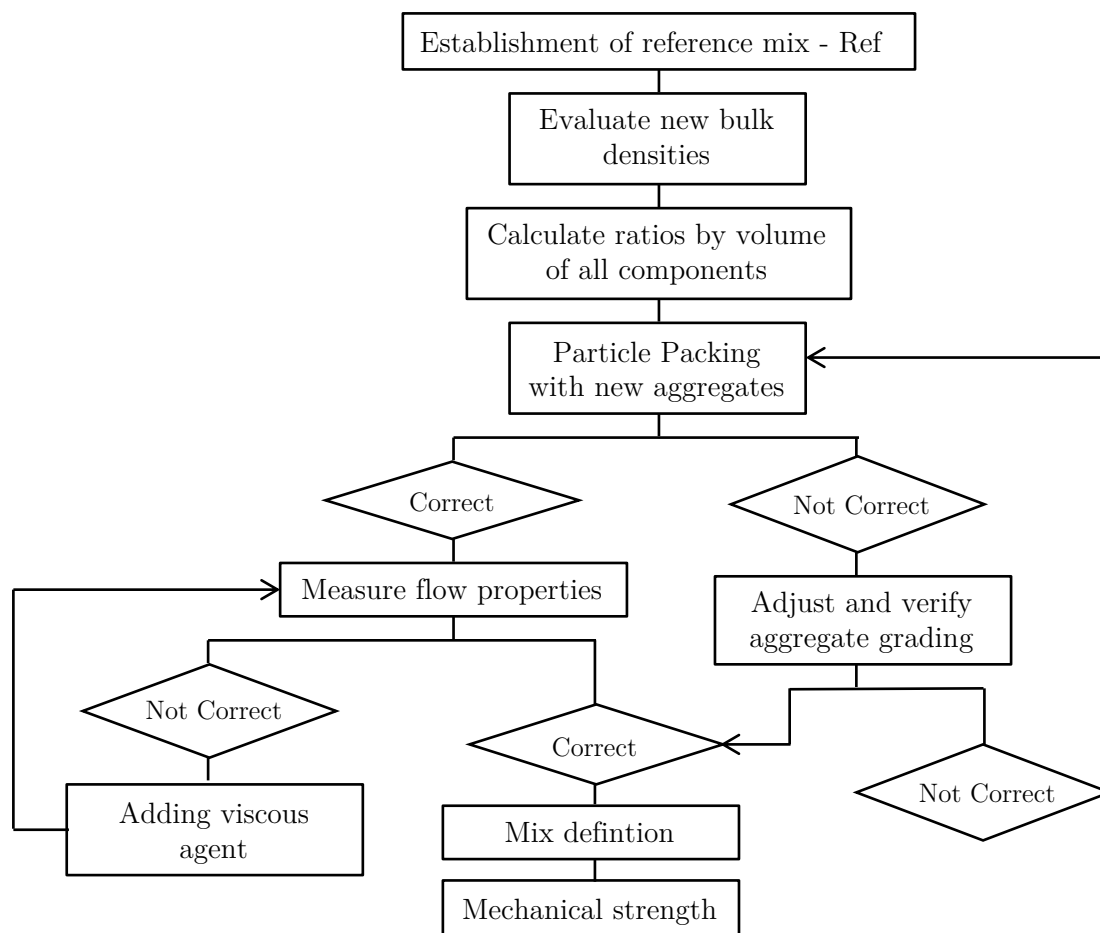 Establishment of reference mix - Ref
Evaluate new bulk
densities
Calculate ratios by volume
of all components
Particle Packing
with new aggregates
Correct
Not Correct
Measure flow properties
Adjust and verify
aggregate grading
Not Correct
Correct
Not Correct
Adding viscous
agent
Mix defintion
Mechanical strength